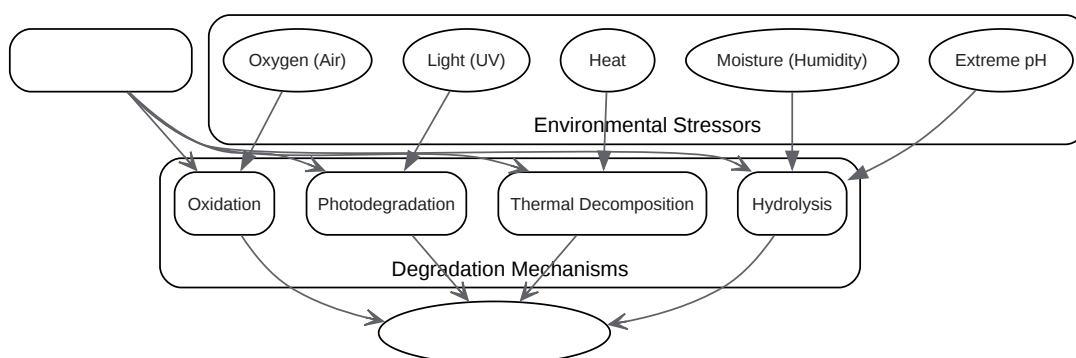 Oxygen (Air)
Light (UV)
Heat
Moisture (Humidity)
Extreme pH
Environmental Stressors
Oxidation
Photodegradation
Thermal Decomposition
Hydrolysis
Degradation Mechanisms